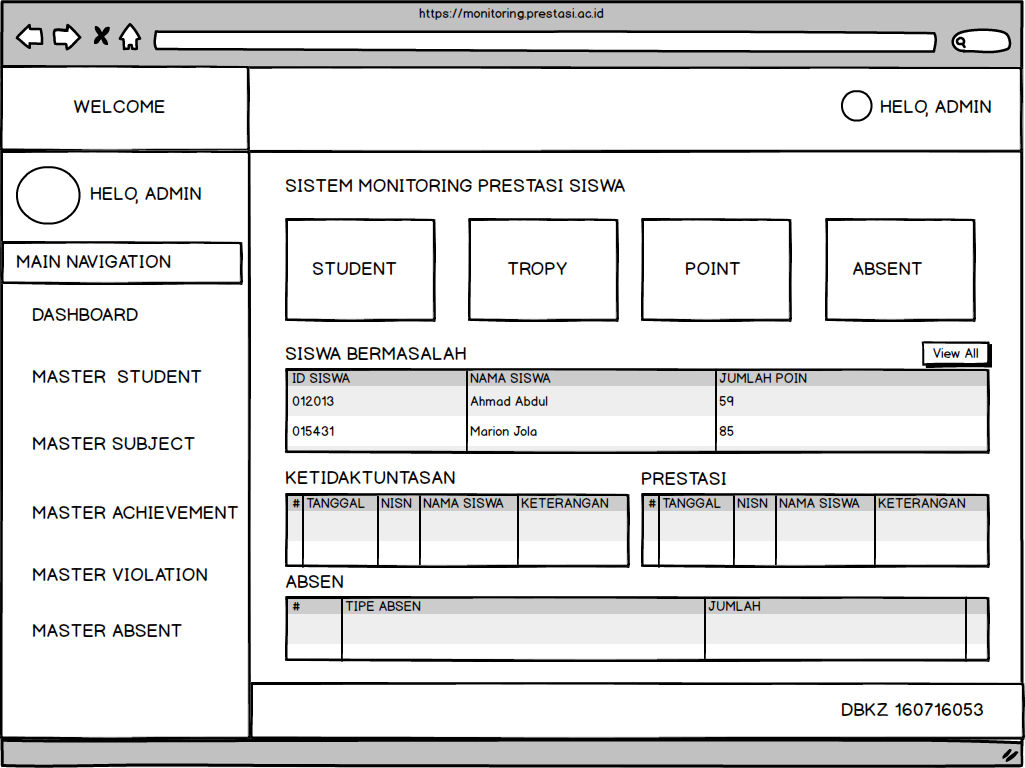 https://monitoring.prestasi.ac.id
WELCOME
HELO, ADMIN
HELO, ADMIN
MAIN NAVIGATION
DASHBOARD
MASTER STUDENT
MASTER SUBJECT
MASTER ACHIEVEMENT
MASTER VIOLATION
MASTER ABSENT
SISTEM MONITORING PRESTASI SISWA
STUDENT TROPY POINT ABSENT
SISWA BERMASALAH View All
ID SISWA NAMA SISWA JUMLAH POIN
012013 Ahmad Abdul 59
015431 Marion Jola 85
KETIDAKTUNTASAN
# TANGGAL NISN NAMA SISWA KETERANGAN
PRESTASI
# TANGGAL NISN NAMA SISWA KETERANGAN
ABSEN
# TIPE ABSEN JUMLAH
DBKZ 160716053